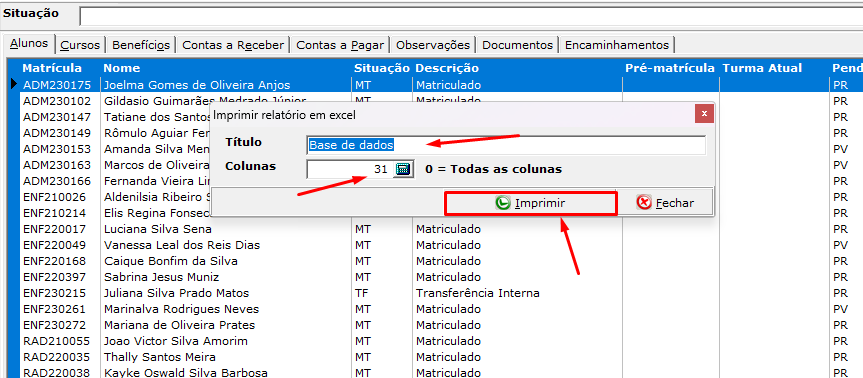 Situação
Alunos Cursos Benefícios Contas a Receber Contas a Pagar Observações Documentos Encaminhamentos
Matrícula Nome Situação Descrição Pré-matrícula Turma Atual Pend
ADM230175 Joelma Gomes de Oliveira Anjos MT Matriculado PR
ADM230102 Gildasio Guimarães Medrado Júnior MT Matriculado PR
ADM230147 Tatiane dos Santos PR
ADM230149 Rômulo Aguiar Fer PR
ADM230153 Amanda Silva Men PV
ADM230163 Marcos de Oliveira PV
ADM230166 Fernanda Vieira Lin PR
ENF210026 Aldenilsia Ribeiro S PR
ENF210214 Elis Regina Fonsec PR
Imprimir relatório em excel
Título Base de dados
Colunas 31 0 = Todas as colunas
Imprimir Fechar
ENF220017 Luciana Silva Sena MT Matriculado PR
ENF220049 Vanessa Leal dos Reis Dias MT Matriculado PV
ENF220168 Caique Bonfim da Silva MT Matriculado PR
ENF220397 Sabrina Jesus Muniz MT Matriculado PR
ENF230215 Juliana Silva Prado Matos TF Transferência Interna PR
ENF230261 Marinalva Rodrigues Neves MT Matriculado PV
ENF230272 Mariana de Oliveira Prates MT Matriculado PR
RAD210055 Joao Victor Silva Amorim MT Matriculado PR
RAD220035 Thally Santos Meira MT Matriculado PR
RAD220038 Kayke Oswald Silva Barbosa MT Matriculado PR